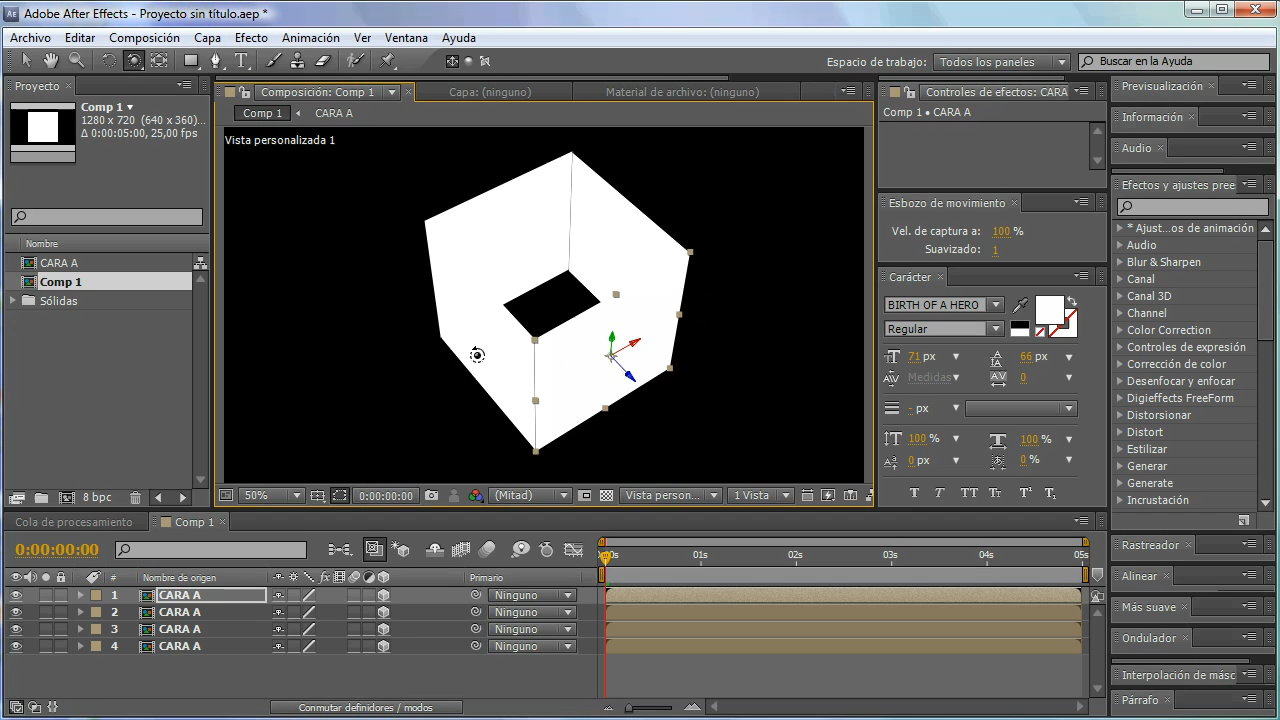 Adobe After Effects - Proyecto sin título.aep *
Archivo Editar Composición Capa Efecto Animación Ver Ventana Ayuda
Espacio de trabajo: Todos los paneles Buscar en la Ayuda
Proyecto
Comp 1
1280 x 720 (640 x 360)...
Δ 0:00:05:00, 25,00 fps
Nombre
CARA A
Comp 1
Sólidas
8 bpc
Composición: Comp 1 Capa: (ninguno) Material de archivo: (ninguno)
Comp 1 CARA A
Vista personalizada 1
50% 0:00:00:00 (Mitad) Vista person... 1 Vista
Controles de efectos: CARA
Comp 1 • CARA A
Esbozo de movimiento
Vel. de captura a: 100 %
Suavizado: 1
Carácter
BIRTH OF A HERO
Regular
71 px 66 px
Medidas 0
- px
100 % 100 %
0 px 0 %
T T TT Tт T¹ T₁
Previsualización
Información
Audio
Efectos y ajustes pree
* Ajust...os de animación
Audio
Blur & Sharpen
Canal
Canal 3D
Channel
Color Correction
Controles de expresión
Corrección de color
Desenfocar y enfocar
Digieffects FreeForm
Distorsionar
Distort
Estilizar
Generar
Generate
Incrustación
Rastreador
Alinear
Más suave
Ondulador
Interpolación de másc
Párrafo
Cola de procesamiento Comp 1
0:00:00:00
01s 02s 03s 04s 05s
# Nombre de origen fx Primario
1 CARA A Ninguno
2 CARA A Ninguno
3 CARA A Ninguno
4 CARA A Ninguno
Conmutar definidores / modos